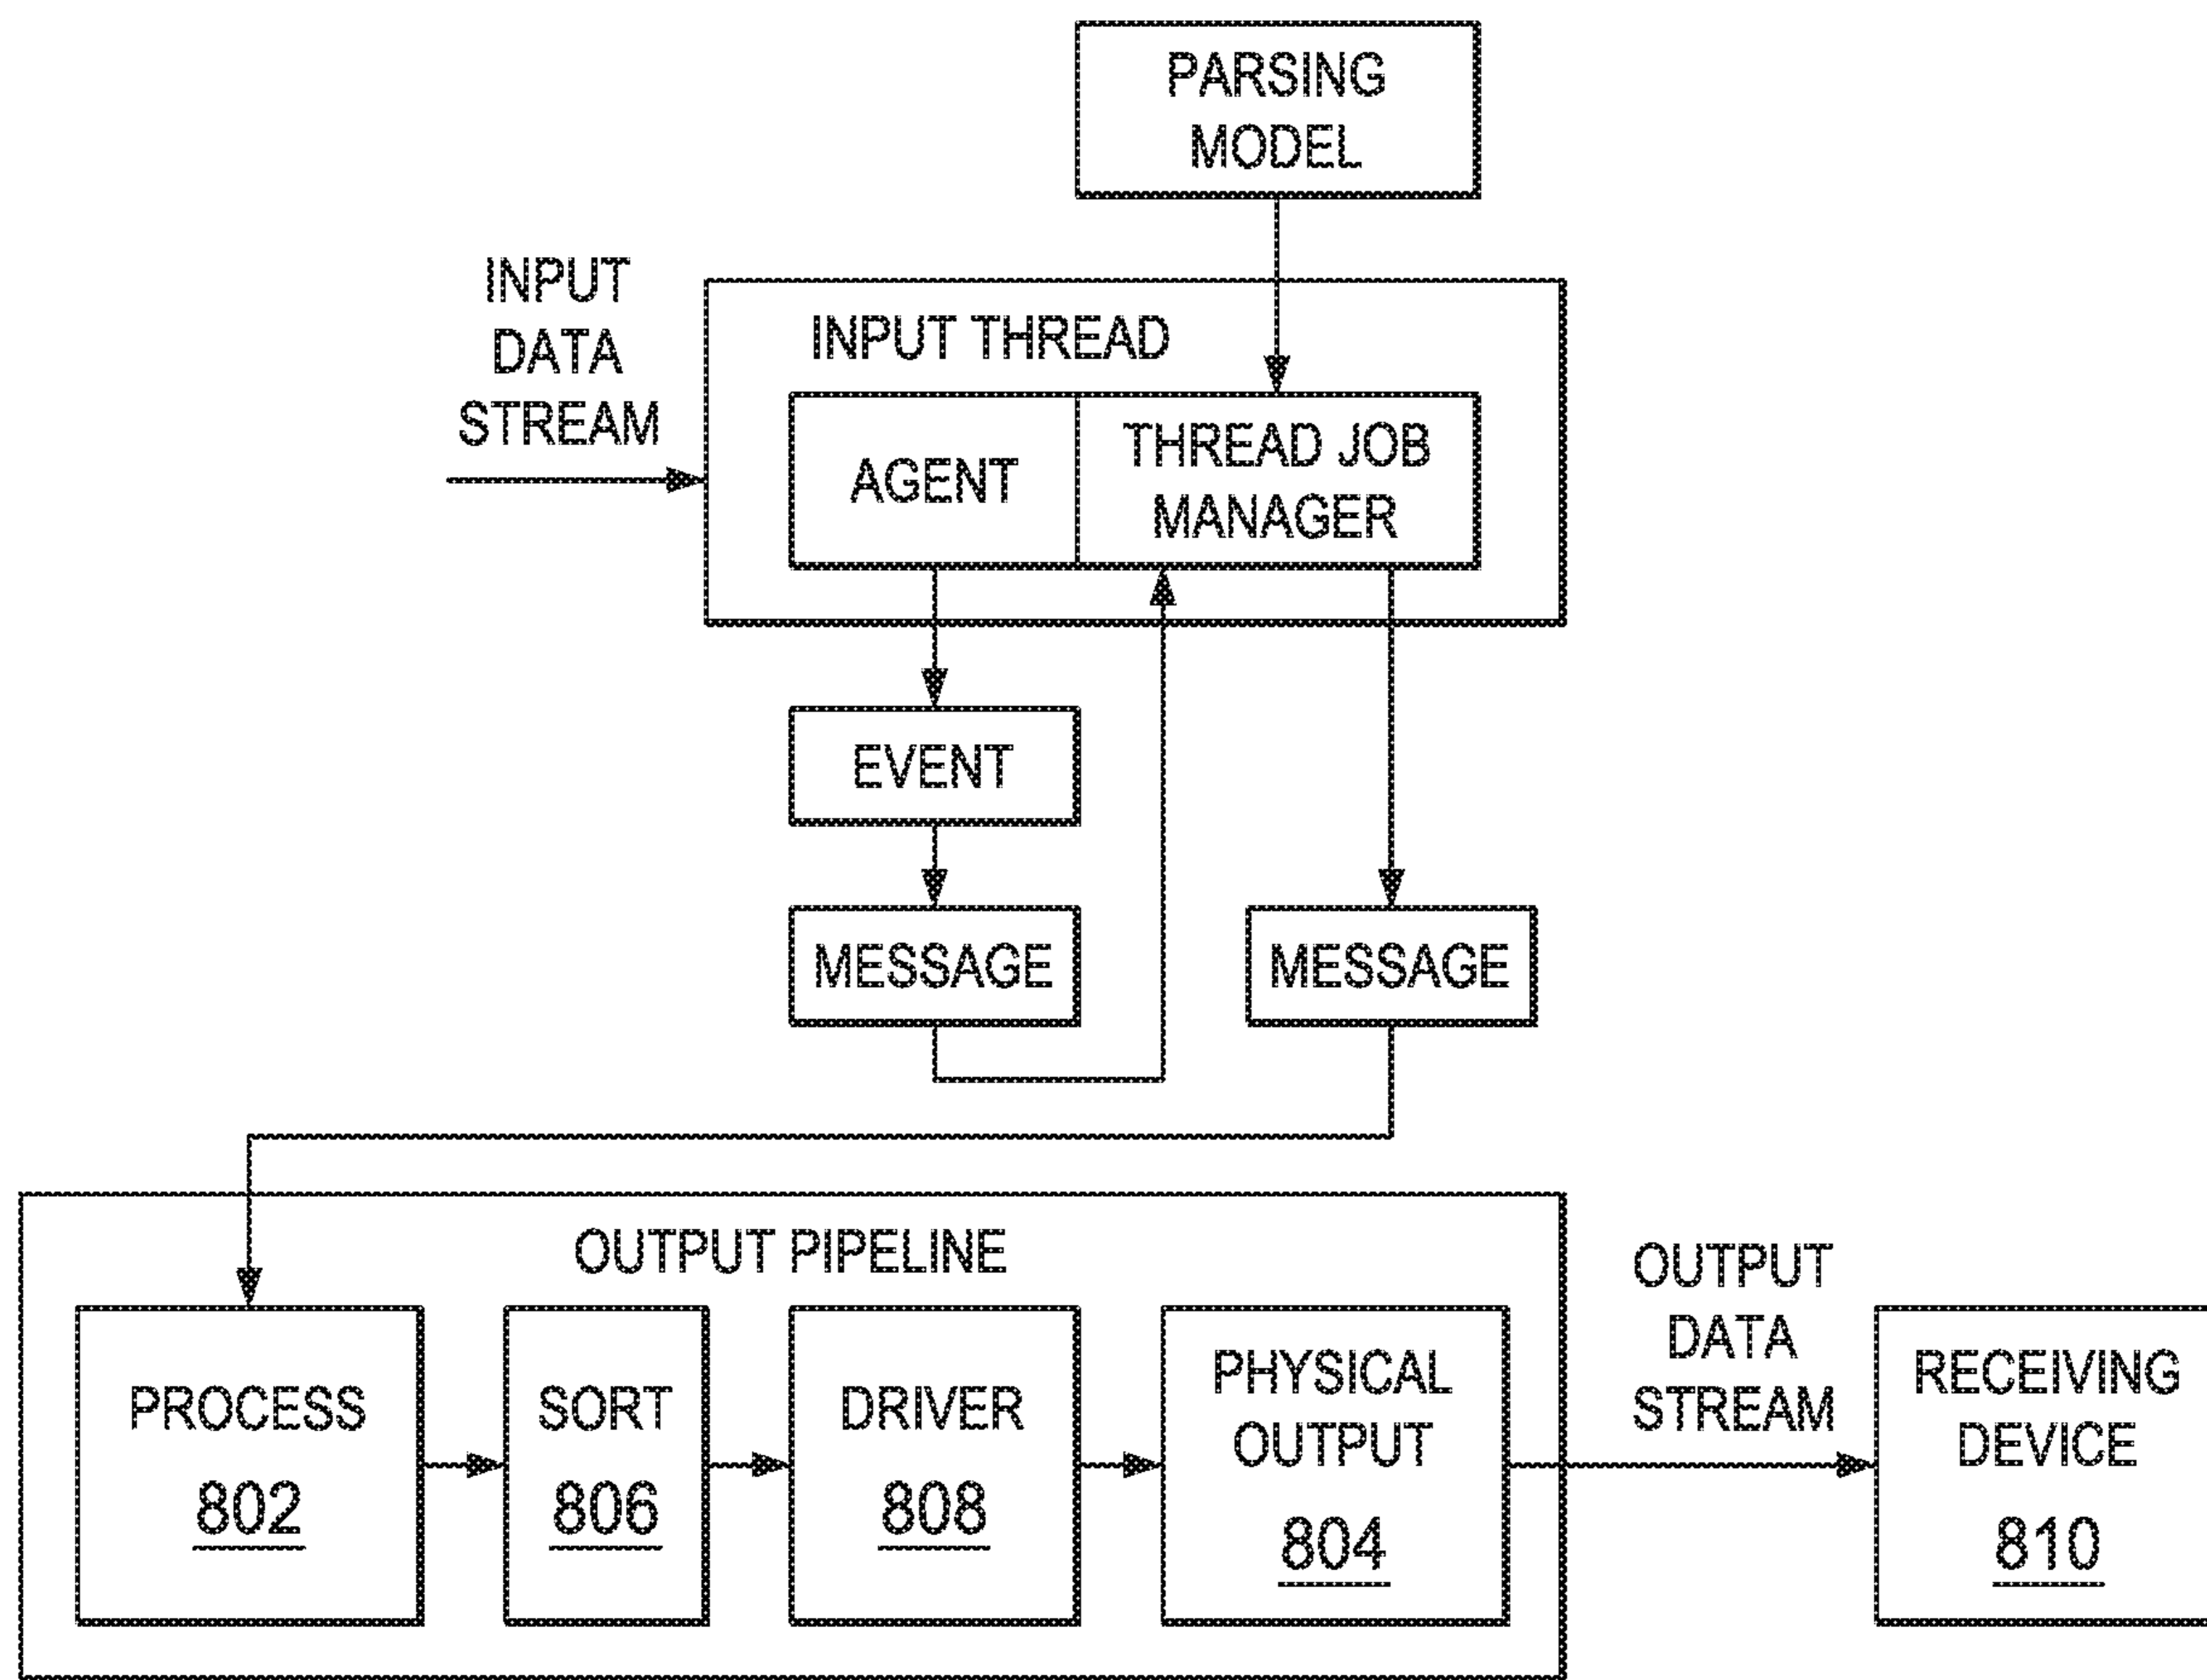 PARSING
MODEL
INPUT
DATA
STREAM
INPUT THREAD
AGENT
THREAD JOB
MANAGER
EVENT
MESSAGE
MESSAGE
OUTPUT PIPELINE
PROCESS
802
SORT
806
DRIVER
808
PHYSICAL
OUTPUT
804
OUTPUT
DATA
STREAM
RECEIVING
DEVICE
810